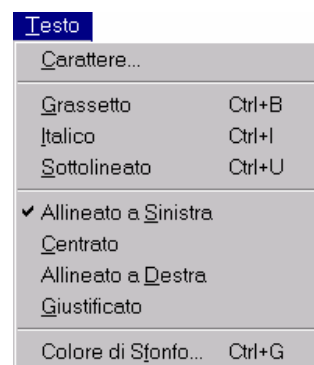 Testo
Carattere...
Grassetto Ctrl+B
Italico Ctrl+I
Sottolineato Ctrl+U
Allineato a Sinistra
Centrato
Allineato a Destra
Giustificato
Colore di Sfonfo... Ctrl+G